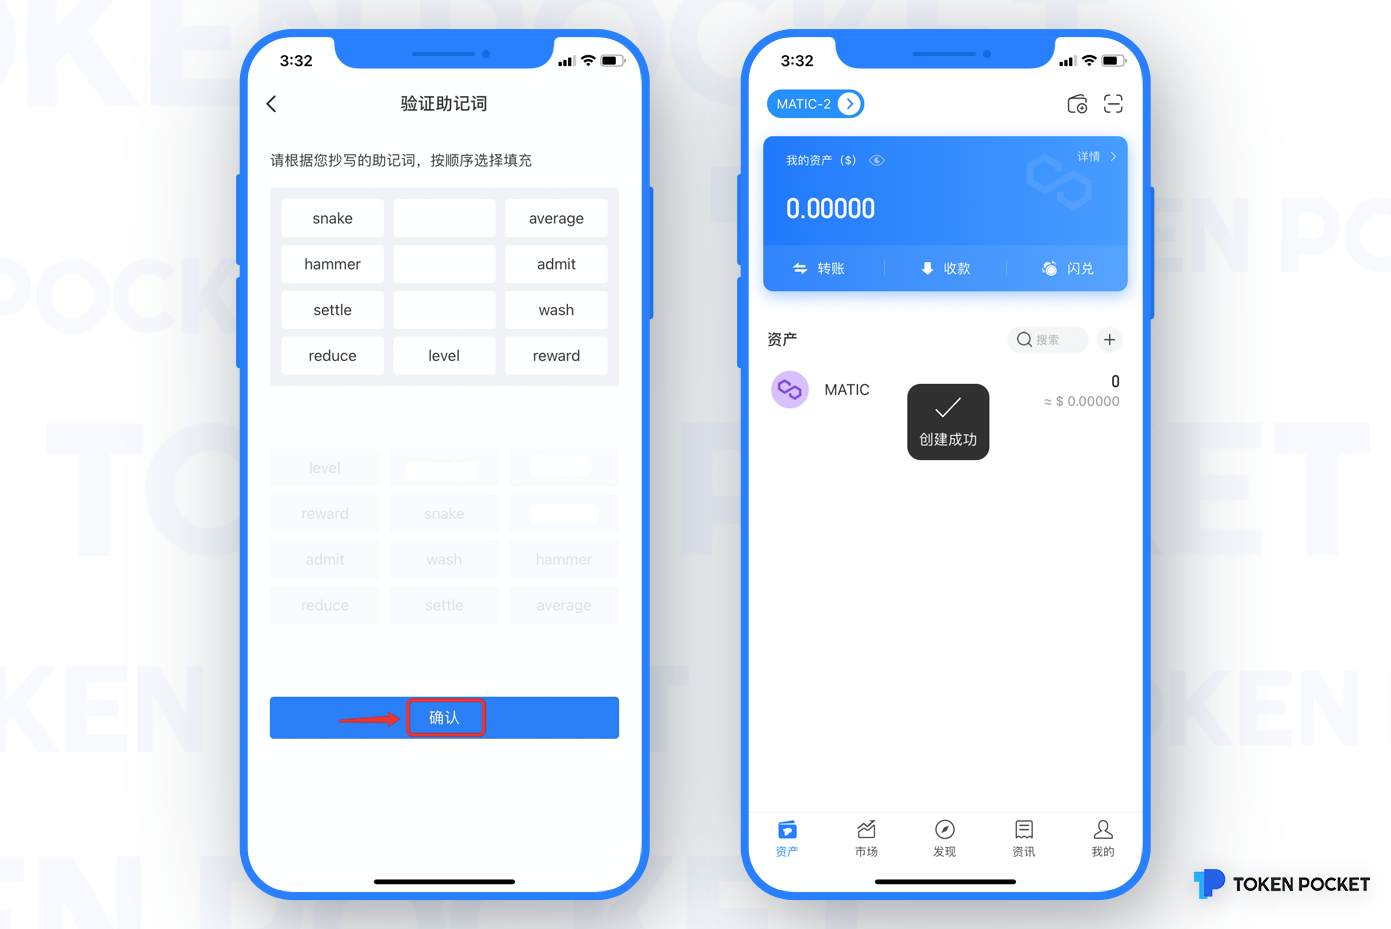 3:32
验证助记词
请根据您抄写的助记词，按顺序选择填充
snake average
hammer admit
settle wash
reduce level reward
level
reward snake
admit wash hammer
reduce settle average
确认
3:32
MATIC-2
我的资产 ($)
详情
0.00000
转账 收款 闪兑
资产
搜索
MATIC
0
≈ $ 0.00000
创建成功
资产 市场 发现 资讯 我的
TOKEN POCKET